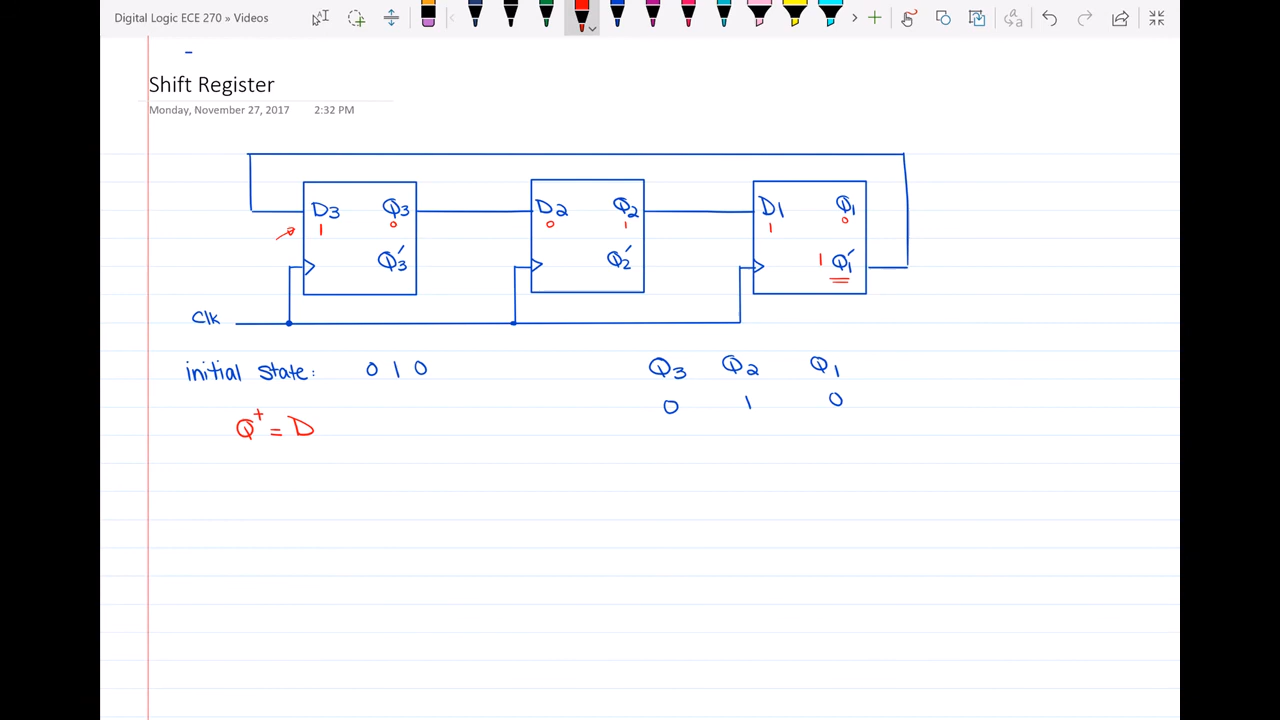 Digital Logic ECE 270 » Videos
Shift Register
Monday, November 27, 2017 2:32 PM
D3 Q3 D2 Q2 D1 Q1
1 0 0 1 1 0
Q3′ Q2′ 1 Q1′
Clk
initial state: 0 1 0 Q3 Q2 Q1
0 1 0
Q⁺ = D